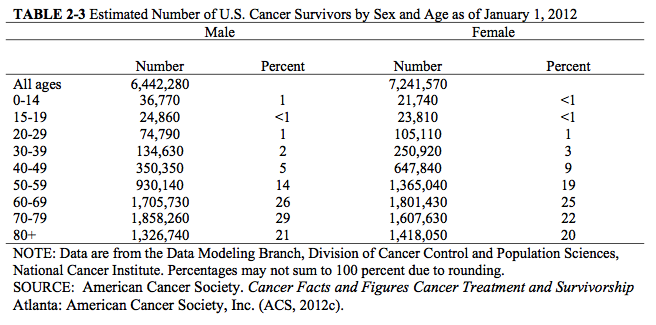 TABLE 2-3 Estimated Number of U.S. Cancer Survivors by Sex and Age as of January 1, 2012
Male Female
Number Percent Number Percent
All ages 6,442,280 7,241,570
0-14 36,770 1 21,740 <1
15-19 24,860 <1 23,810 <1
20-29 74,790 1 105,110 1
30-39 134,630 2 250,920 3
40-49 350,350 5 647,840 9
50-59 930,140 14 1,365,040 19
60-69 1,705,730 26 1,801,430 25
70-79 1,858,260 29 1,607,630 22
80+ 1,326,740 21 1,418,050 20
NOTE: Data are from the Data Modeling Branch, Division of Cancer Control and Population Sciences,
National Cancer Institute. Percentages may not sum to 100 percent due to rounding.
SOURCE: American Cancer Society. Cancer Facts and Figures Cancer Treatment and Survivorship
Atlanta: American Cancer Society, Inc. (ACS, 2012c).